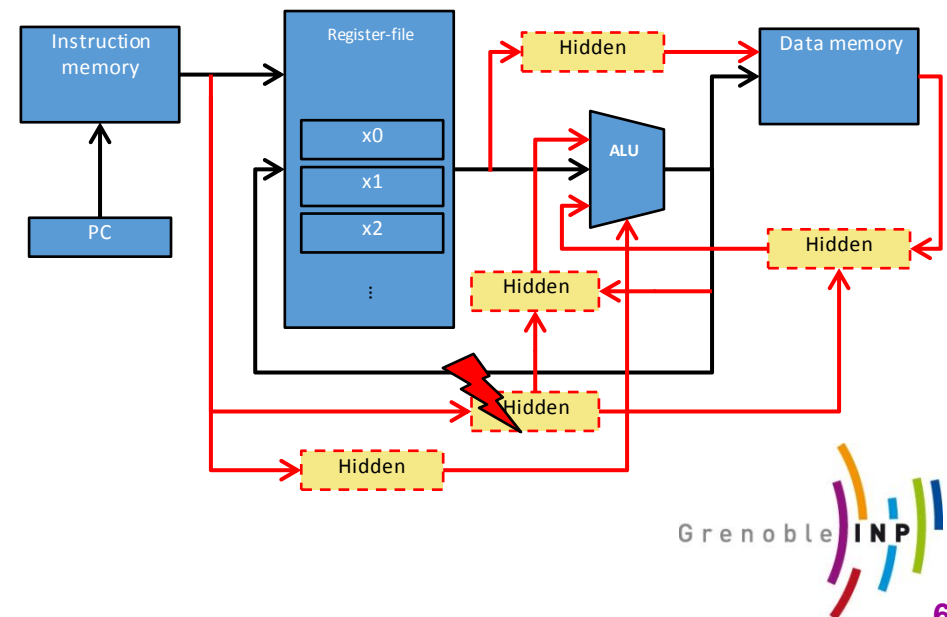 Instruction
memory
Register-file
Hidden
Data memory
x0
ALU
x1
x2
PC
Hidden
Hidden
...
Hidden
Hidden
Grenoble INP
6